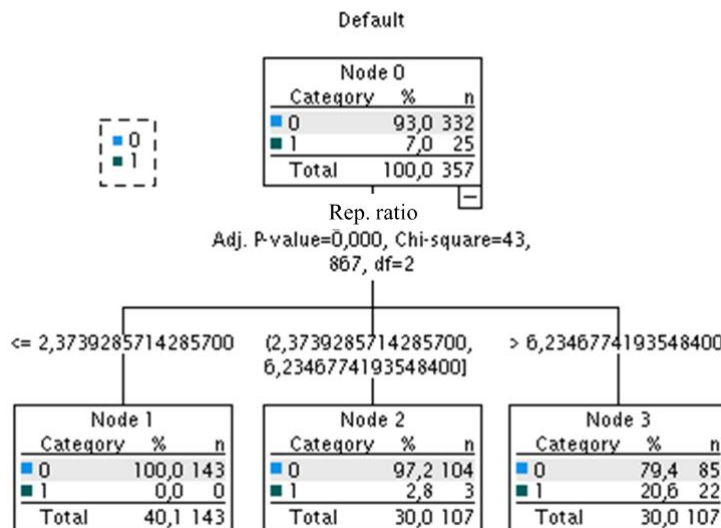 Default
Node 0
Category % n
0 93,0 332
1 7,0 25
Total 100,0 357
0
1
Rep. ratio
Adj. P-value=0,000, Chi-square=43,
867, df=2
<= 2,3739285714285700
(2,3739285714285700,
6,2346774193548400]
> 6,2346774193548400
Node 1
Category % n
0 100,0 143
1 0,0 0
Total 40,1 143
Node 2
Category % n
0 97,2 104
1 2,8 3
Total 30,0 107
Node 3
Category % n
0 79,4 85
1 20,6 22
Total 30,0 107